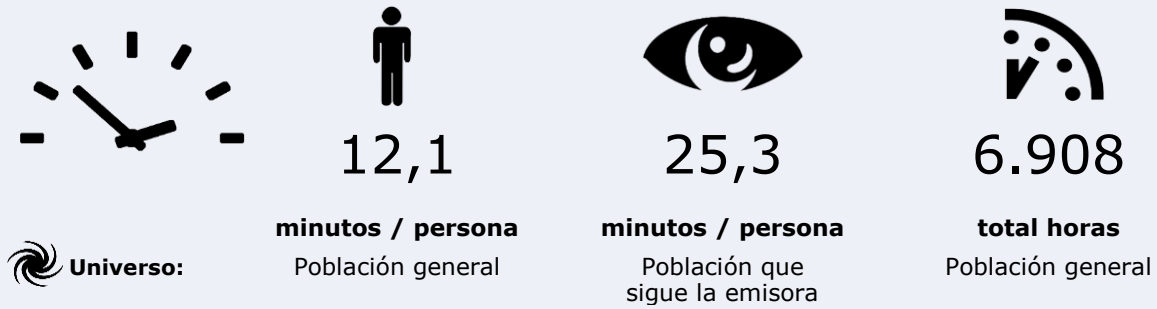 12,1
25,3
6.908
minutos / persona
minutos / persona
total horas
Universo:
Población general
Población que
sigue la emisora
Población general